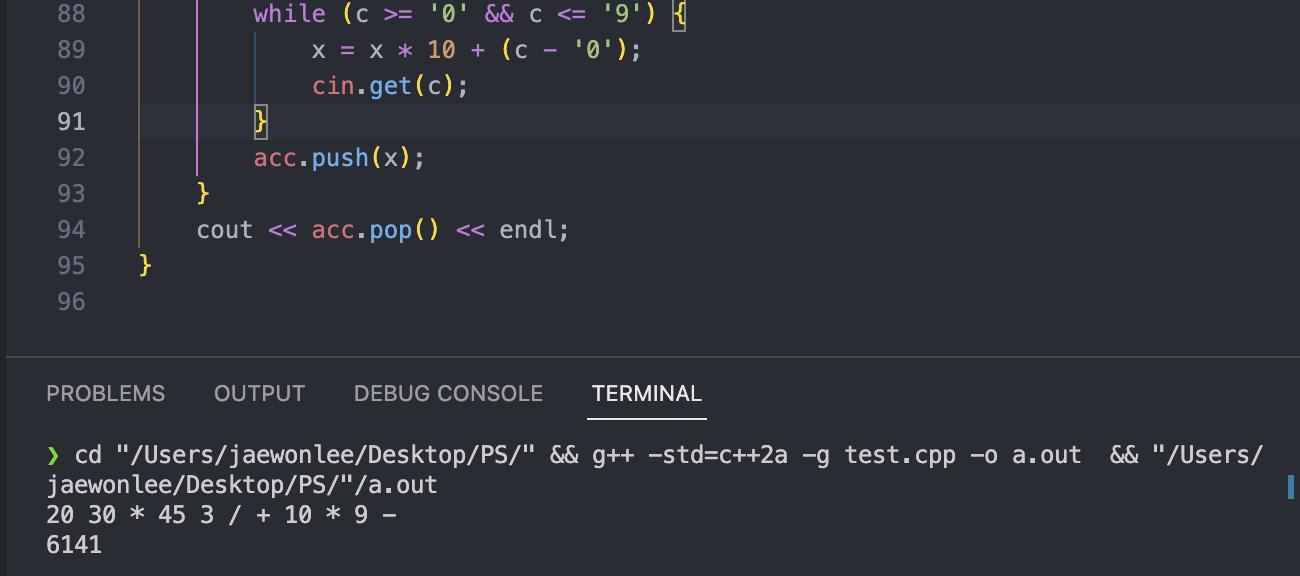 88 while (c >= '0' && c <= '9') {
89 x = x * 10 + (c - '0');
90 cin.get(c);
91 }
92 acc.push(x);
93 }
94 cout << acc.pop() << endl;
95 }
96
PROBLEMS OUTPUT DEBUG CONSOLE TERMINAL
❯ cd "/Users/jaewonlee/Desktop/PS/" && g++ -std=c++2a -g test.cpp -o a.out && "/Users/
jaewonlee/Desktop/PS/"/a.out
20 30 * 45 3 / + 10 * 9 -
6141